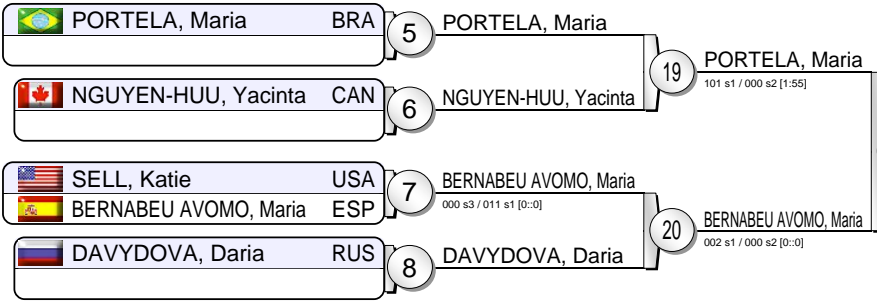 PORTELA, Maria BRA
5
PORTELA, Maria
19
PORTELA, Maria
101 s1 / 000 s2 [1:55]
NGUYEN-HUU, Yacinta CAN
6
NGUYEN-HUU, Yacinta
SELL, Katie USA
7
BERNABEU AVOMO, Maria
000 s3 / 011 s1 [0::0]
BERNABEU AVOMO, Maria ESP
20
BERNABEU AVOMO, Maria
002 s1 / 000 s2 [0::0]
DAVYDOVA, Daria RUS
8
DAVYDOVA, Daria